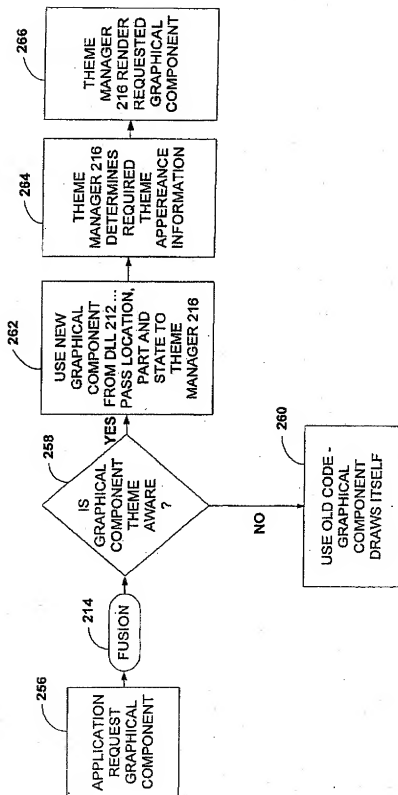 256
APPLICATION
REQUEST
GRAPHICAL
COMPONENT
214
FUSION
258
IS
GRAPHICAL
COMPONENT
THEME
AWARE
?
YES
NO
260
USE OLD CODE -
GRAPHICAL
COMPONENT
DRAWS ITSELF
262
USE NEW
GRAPHICAL
COMPONENT
FROM DLL 212 ...
PASS LOCATION,
PART AND
STATE TO
THEME
MANAGER 216
264
THEME
MANAGER 216
DETERMINES
REQUIRED
THEME
APPEREANCE
INFORMATION
266
THEME
MANAGER
216 RENDER
REQUESTED
GRAPHICAL
COMPONENT